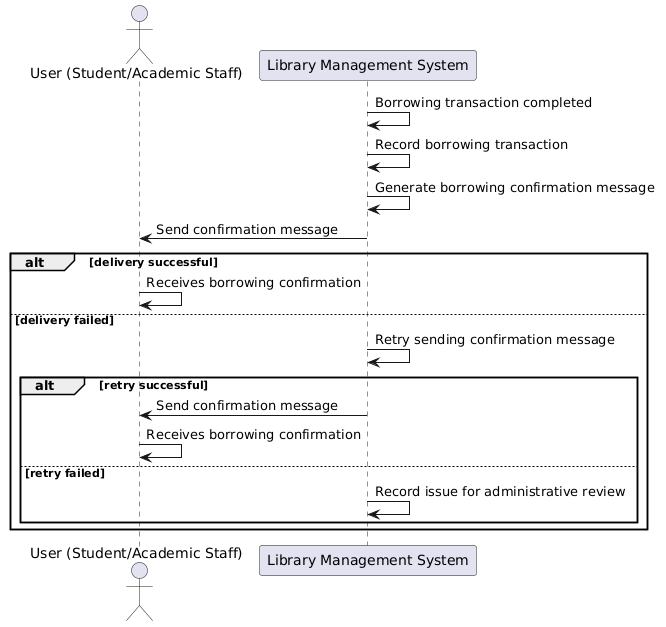 User (Student/Academic Staff)
Library Management System
Borrowing transaction completed
Record borrowing transaction
Generate borrowing confirmation message
Send confirmation message
alt
[delivery successful]
Receives borrowing confirmation
[delivery failed]
Retry sending confirmation message
alt
[retry successful]
Send confirmation message
Receives borrowing confirmation
[retry failed]
Record issue for administrative review
User (Student/Academic Staff)
Library Management System